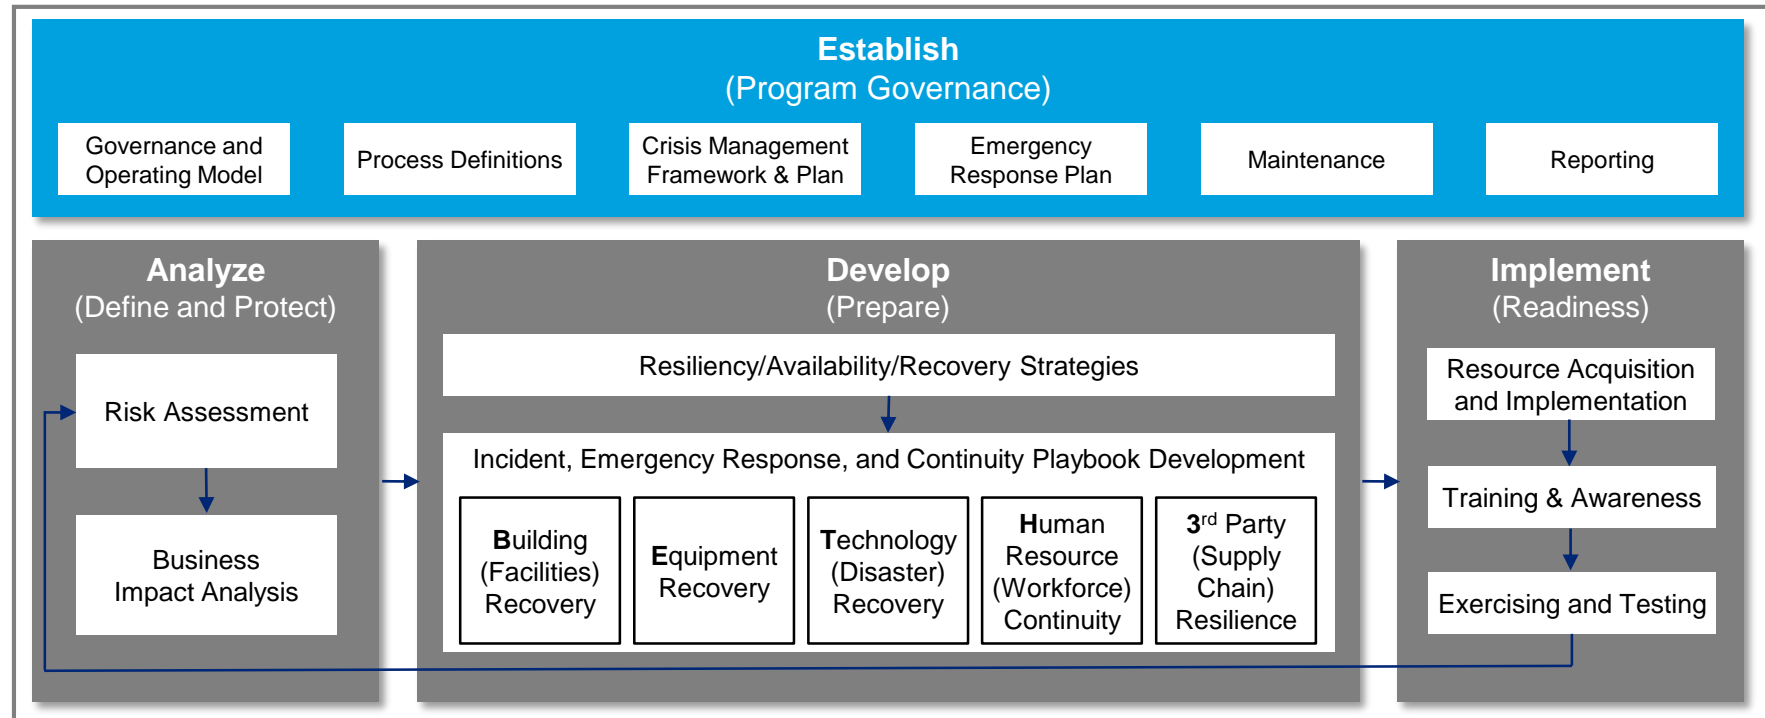 Establish
(Program Governance)
Governance and
Operating Model
Process Definitions
Crisis Management
Framework & Plan
Emergency
Response Plan
Maintenance
Reporting
Analyze
(Define and Protect)
Risk Assessment
Business
Impact Analysis
Develop
(Prepare)
Resiliency/Availability/Recovery Strategies
Incident, Emergency Response, and Continuity Playbook Development
Building
(Facilities)
Recovery
Equipment
Recovery
Technology
(Disaster)
Recovery
Human
Resource
(Workforce)
Continuity
3rd Party
(Supply
Chain)
Resilience
Implement
(Readiness)
Resource Acquisition
and Implementation
Training & Awareness
Exercising and Testing